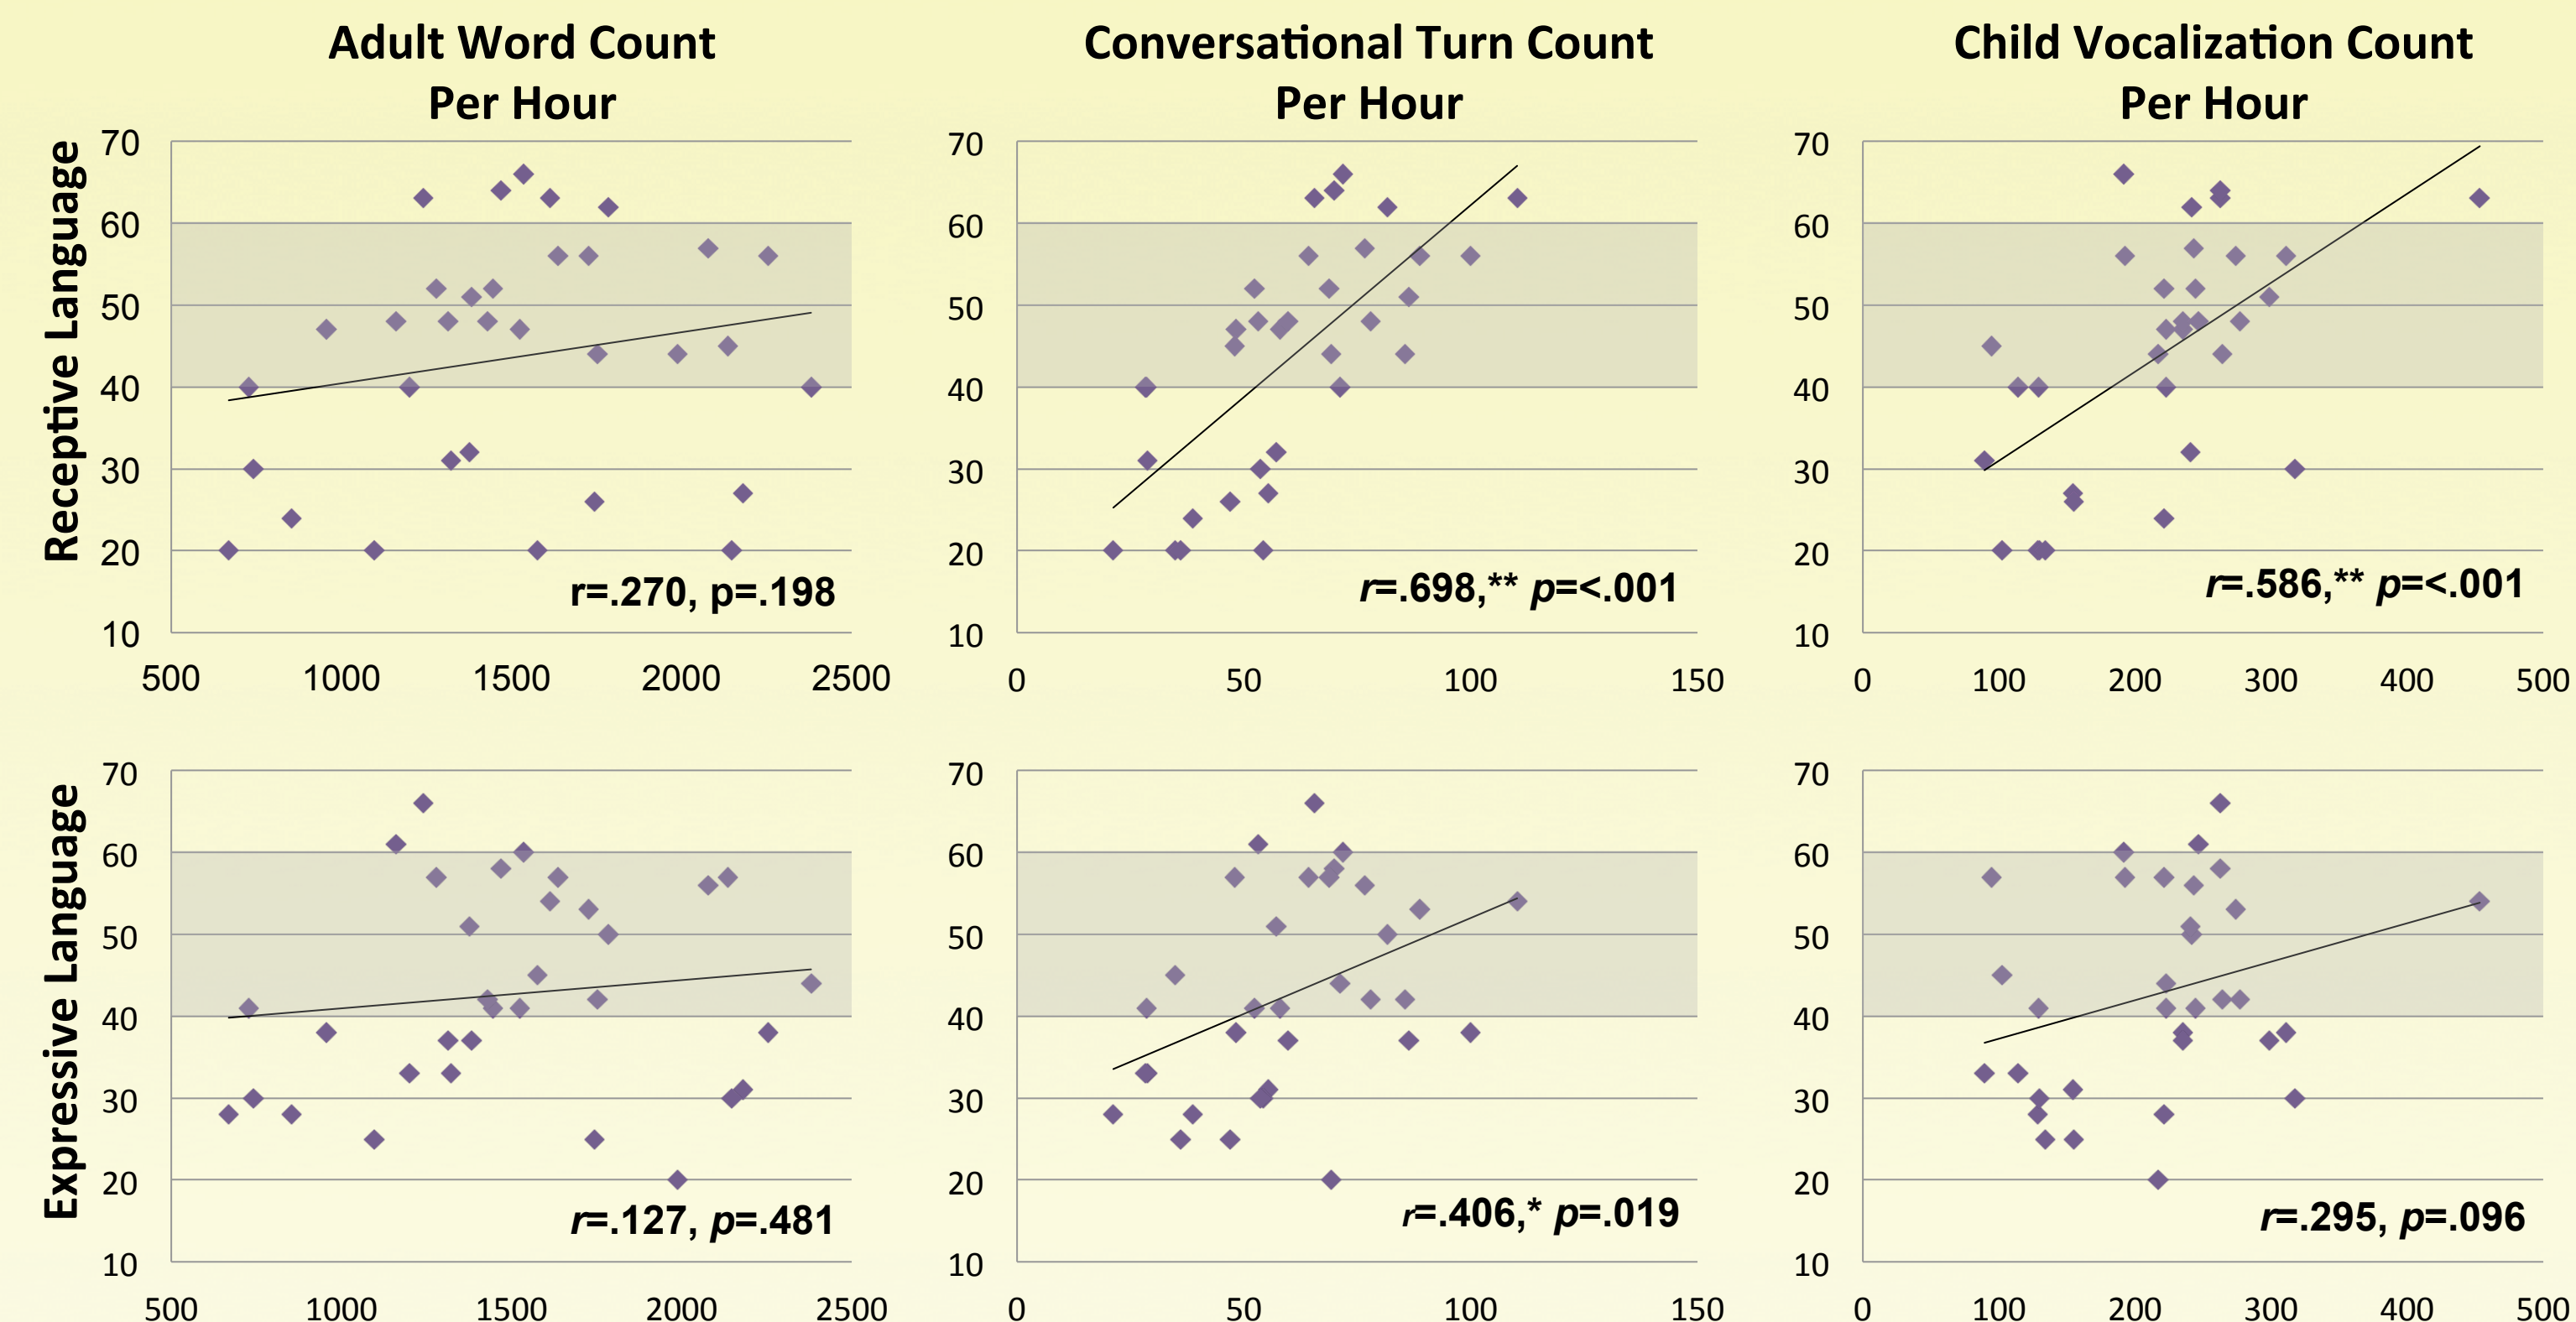 Adult Word Count
Per Hour
Conversational Turn Count
Per Hour
Child Vocalization Count
Per Hour
Receptive Language
70
60
50
40
30
20
10
r=.270, p=.198
500 1000 1500 2000 2500
70
60
50
40
30
20
10
r=.698,** p=<.001
0 50 100 150
70
60
50
40
30
20
10
r=.586,** p=<.001
0 100 200 300 400 500
Expressive Language
70
60
50
40
30
20
10
r=.127, p=.481
500 1000 1500 2000 2500
70
60
50
40
30
20
10
r=.406,* p=.019
0 50 100 150
70
60
50
40
30
20
10
r=.295, p=.096
0 100 200 300 400 500